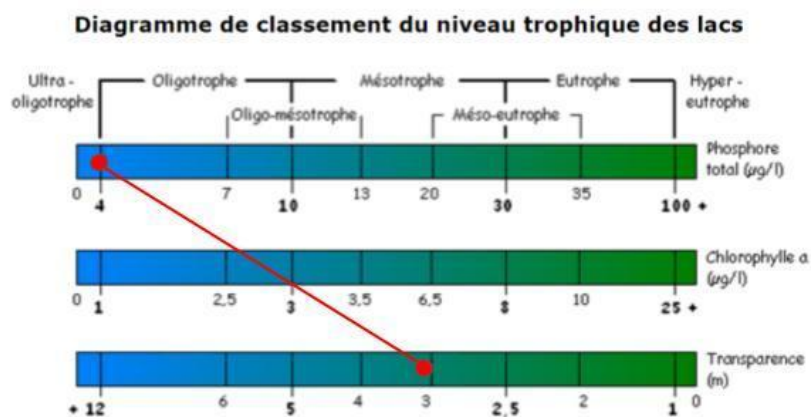 Diagramme de classement du niveau trophique des lacs
Ultra-
oligotrophe
Oligotrophe
Mésotrophe
Eutrophe
Hyper-
eutrophe
Oligo-mésotrophe
Méso-eutrophe
Phosphore
total (µg/l)
0 4 7 10 13 20 30 35 100 +
Chlorophylle a
(µg/l)
0 1 2,5 3 3,5 6,5 8 10 25 +
Transparence
(m)
+ 12 6 5 4 3 2,5 2 1 0